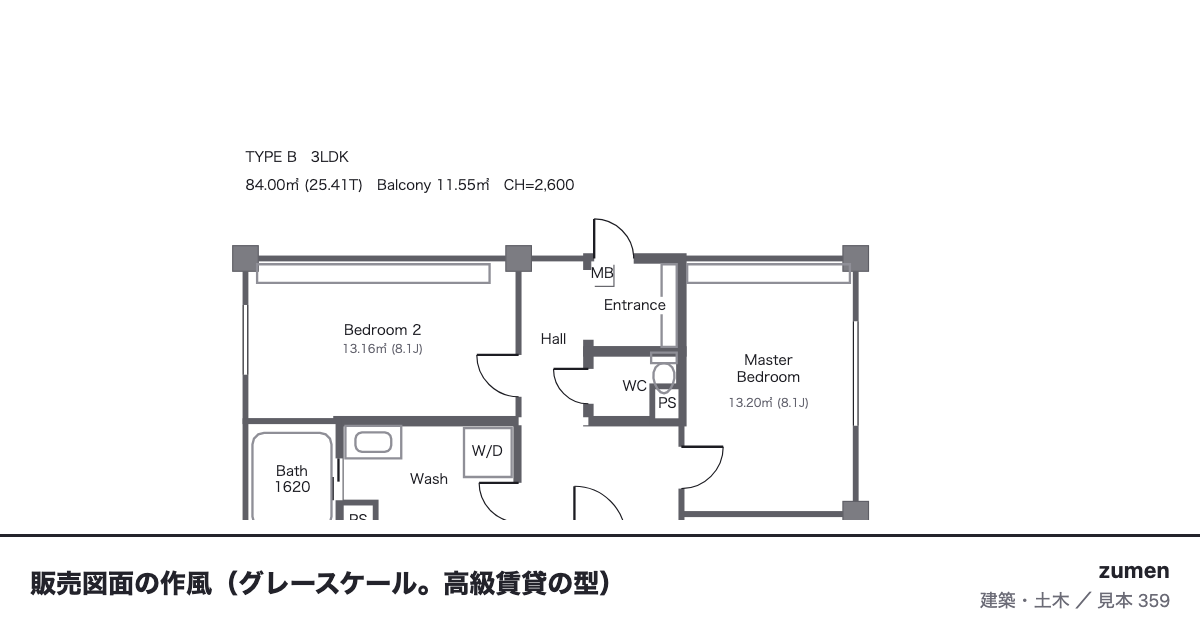 TYPE B 3LDK
84.00㎡ (25.41T) Balcony 11.55㎡ CH=2,600
MB
Entrance
Bedroom 2
13.16㎡ (8.1J)
Hall
Master
Bedroom
13.20㎡ (8.1J)
WC
PS
W/D
Bath
1620
Wash
PS
販売図面の作風（グレースケール。高級賃貸の型）
zumen
建築・土木 ／ 見本 359